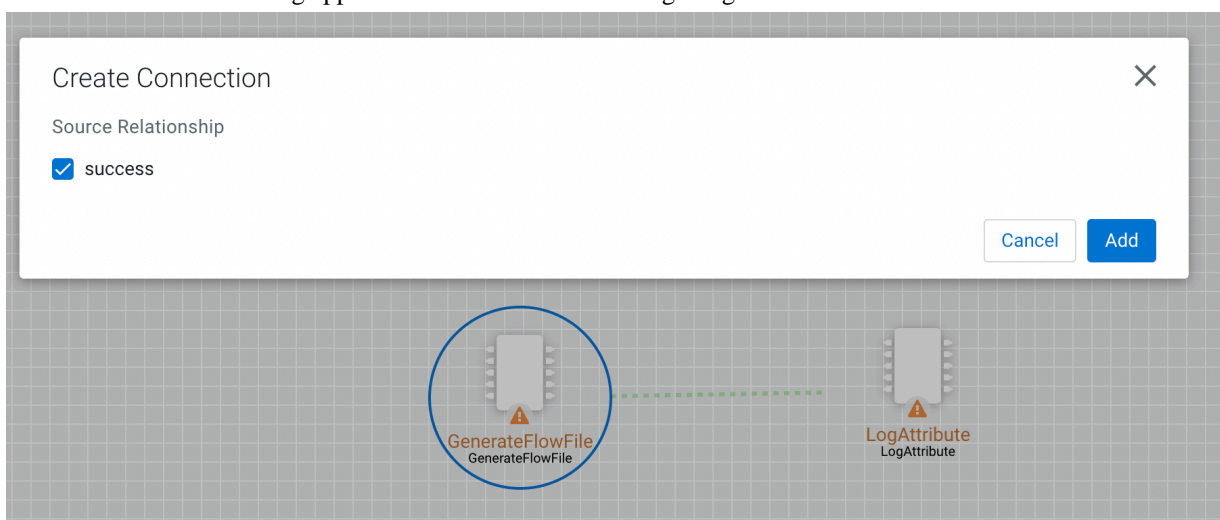 Create Connection
Source Relationship
success
Cancel Add
GenerateFlowFile
GenerateFlowFile
LogAttribute
LogAttribute